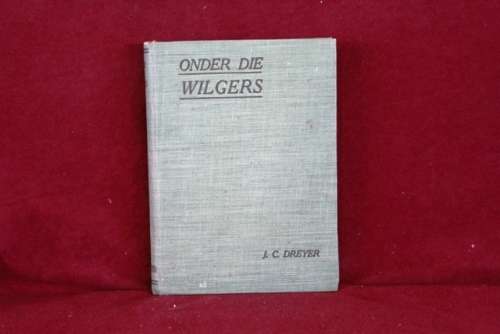 ONDER DIE
WILGERS
J. C. DREYER